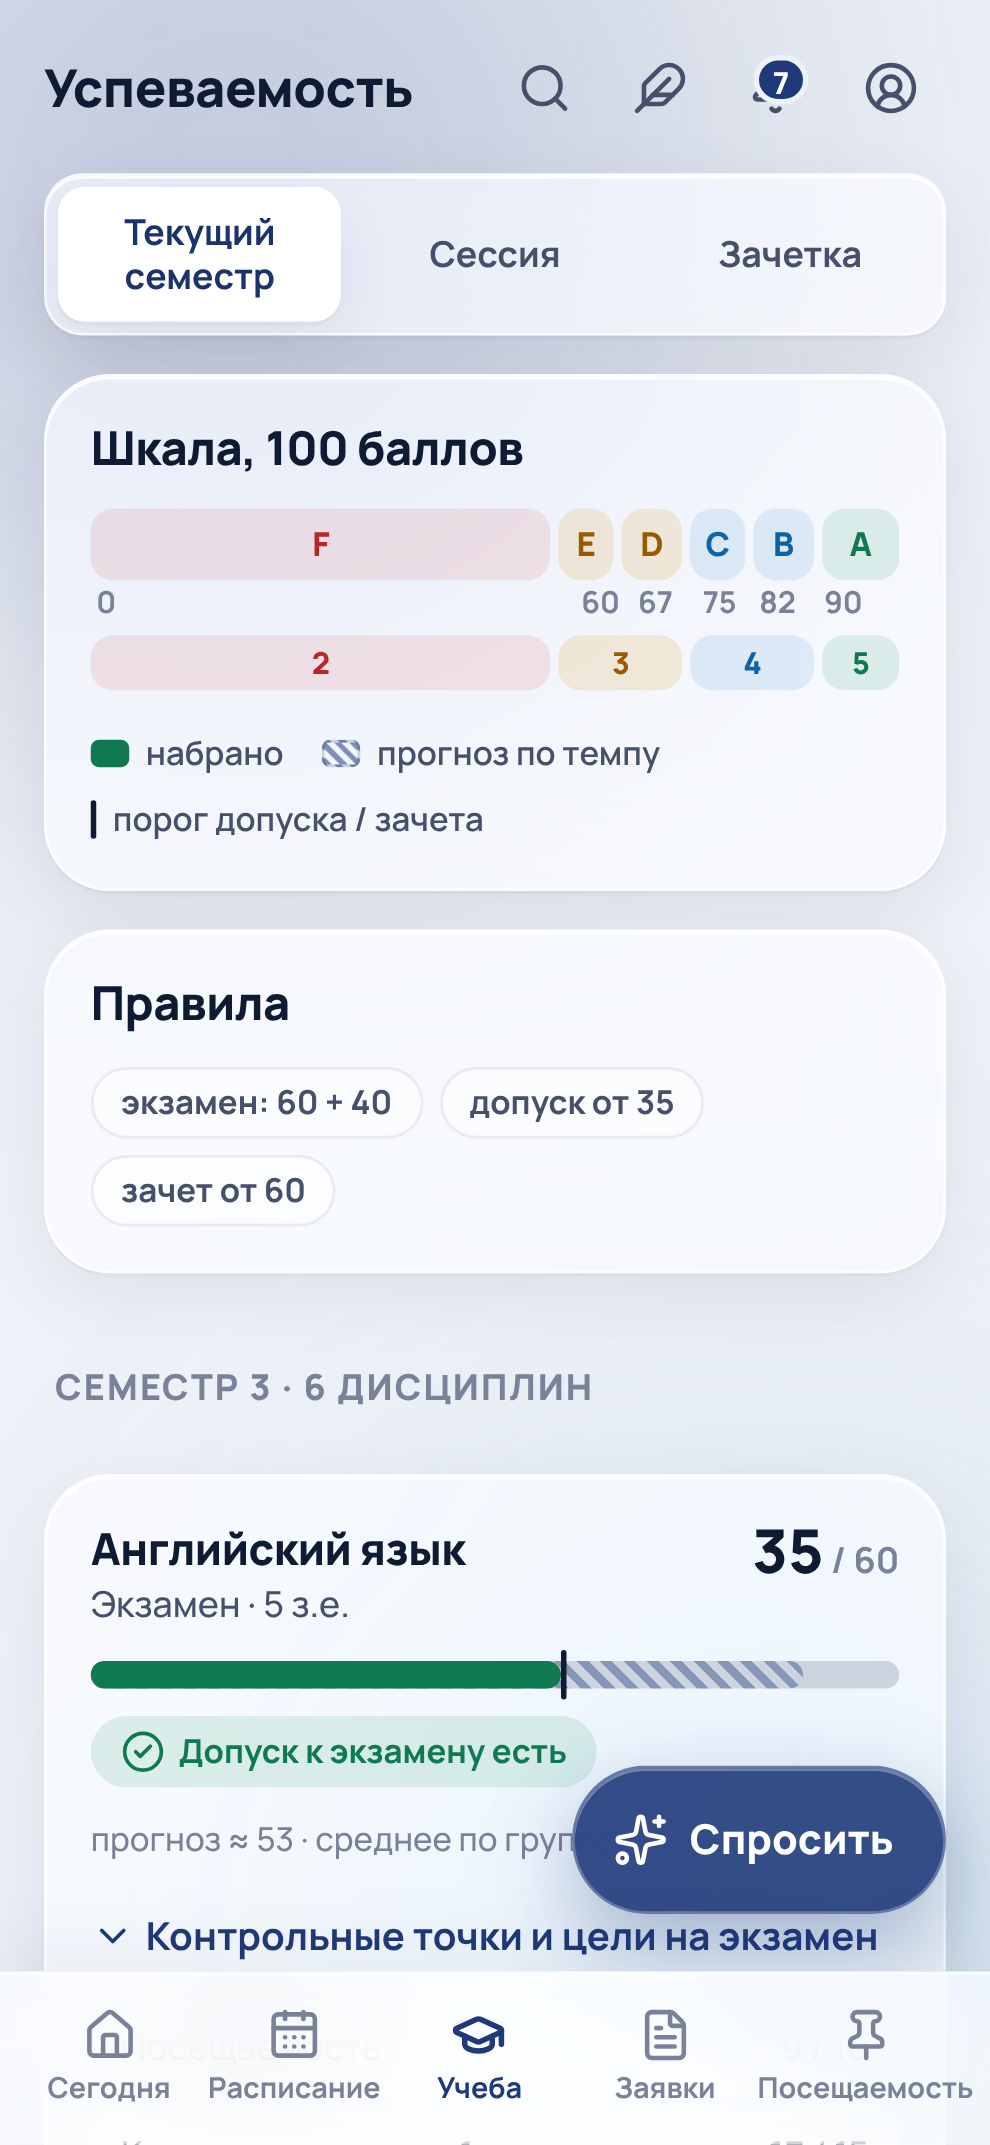 Успеваемость
7
Текущий
семестр
Сессия
Зачетка
Шкала, 100 баллов
F E D C B A
0 60 67 75 82 90
2 3 4 5
набрано прогноз по темпу
порог допуска / зачета
Правила
экзамен: 60 + 40 допуск от 35
зачет от 60
СЕМЕСТР 3 · 6 ДИСЦИПЛИН
Английский язык 35 / 60
Экзамен · 5 з.е.
Допуск к экзамену есть
прогноз ≈ 53 · среднее по
Спросить
Контрольные точки и цели на экзамен
Сегодня Расписание Учеба Заявки Посещаемость